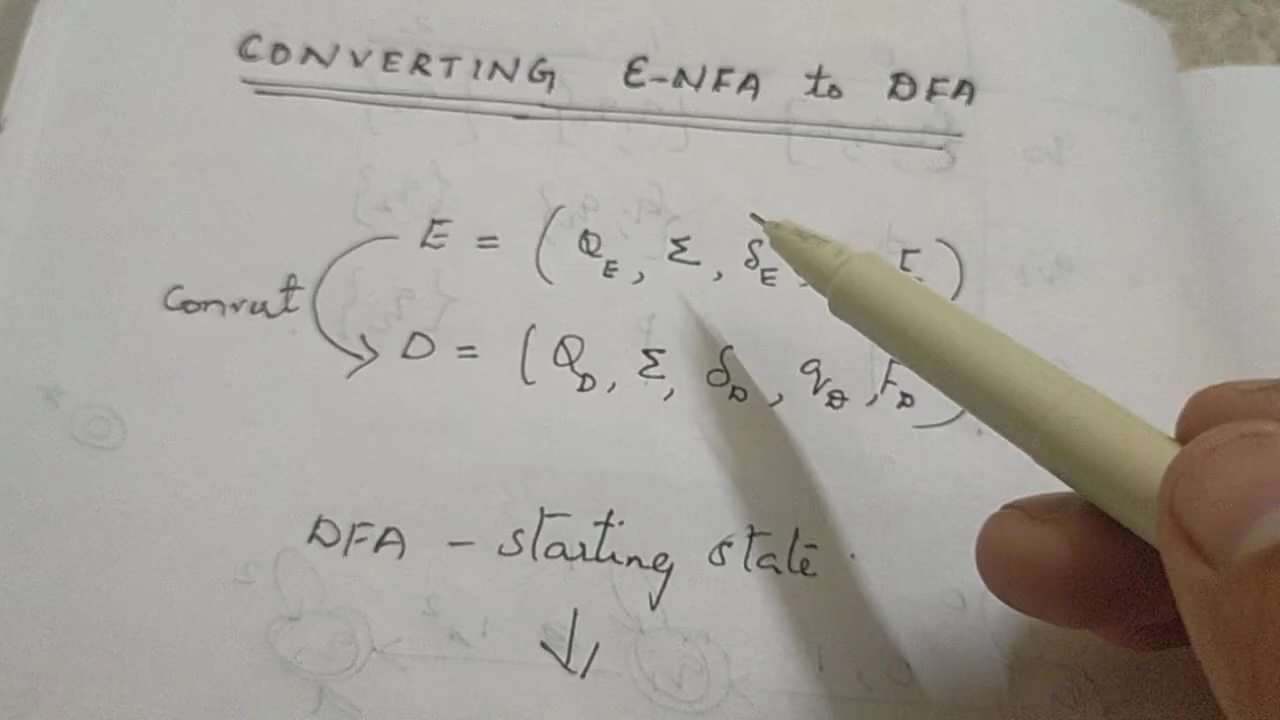 CONVERTING E-NFA to DFA
E = (Q_E, Σ, δ_E,
Convert D = (Q_D, Σ, δ_D, q_D, F_D)
DFA - starting state